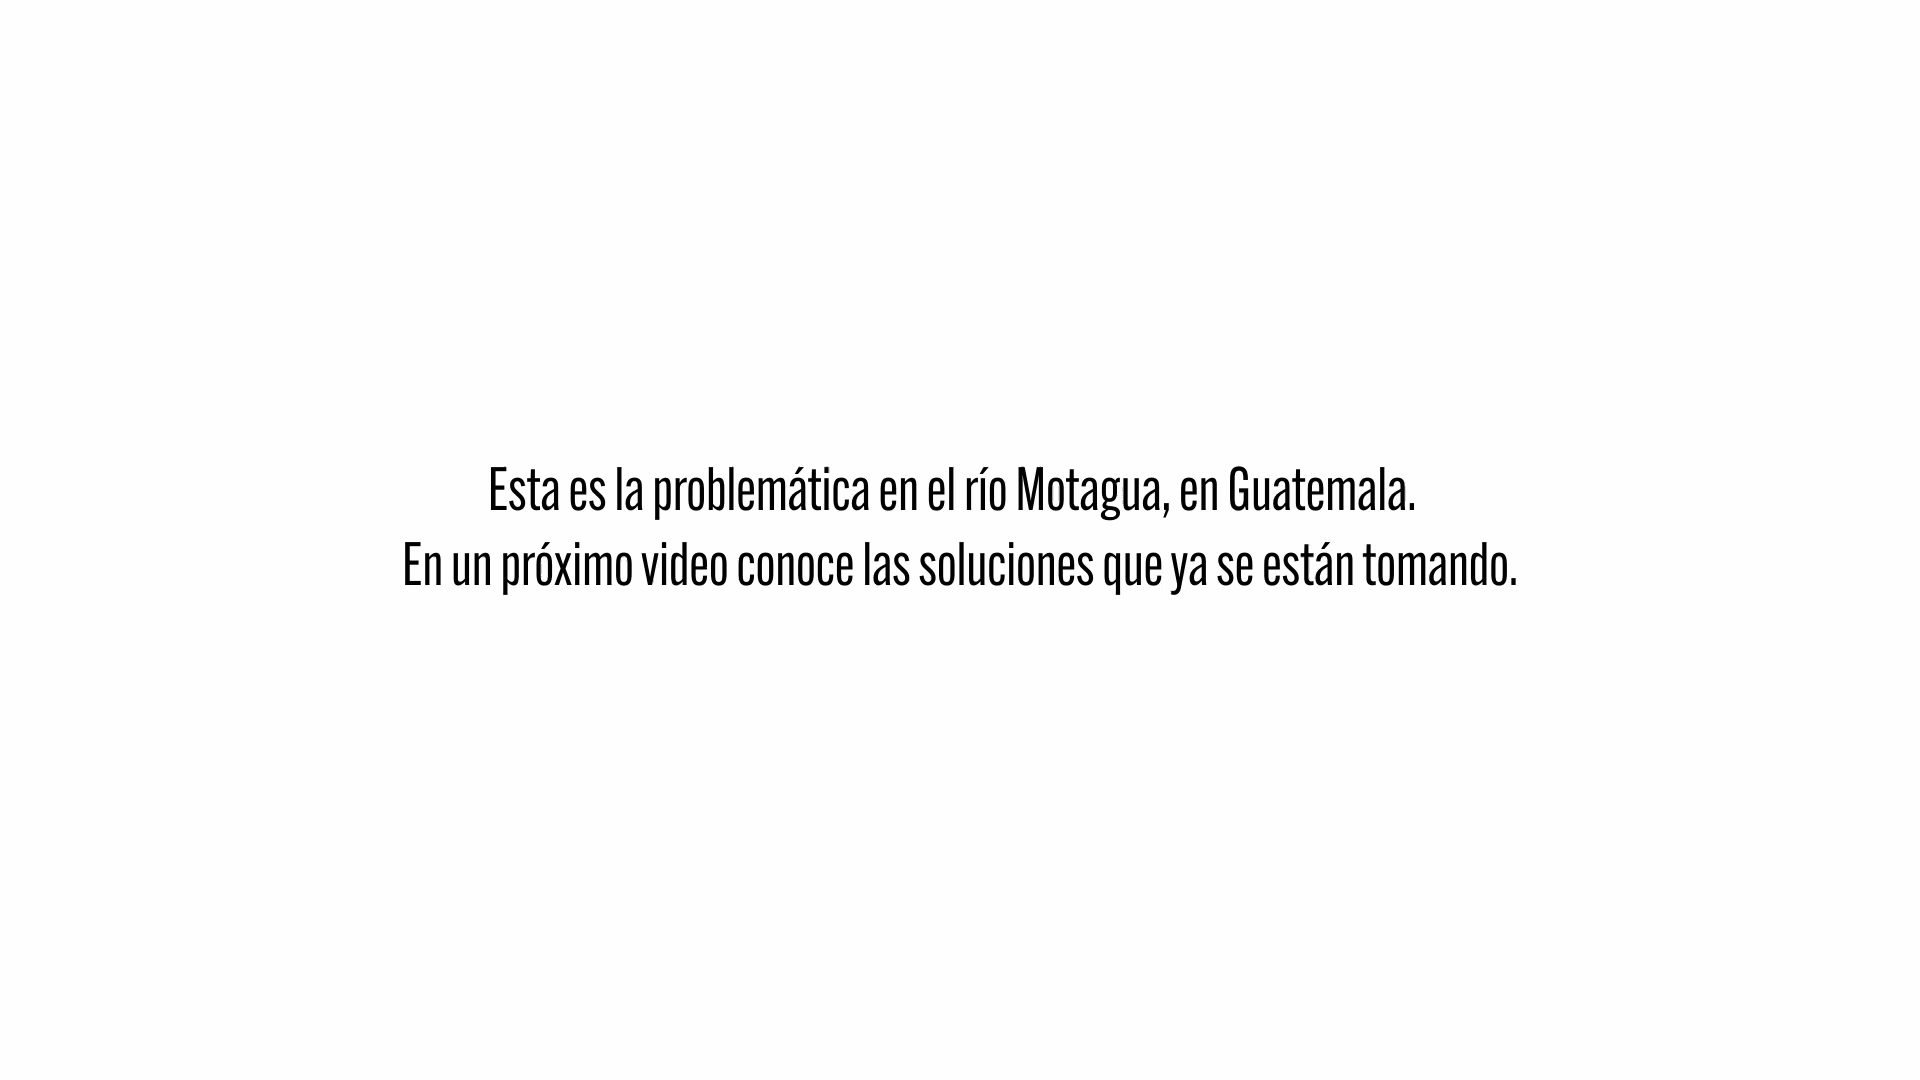 Esta es la problemática en el río Motagua, en Guatemala.
En un próximo video conoce las soluciones que ya se están tomando.